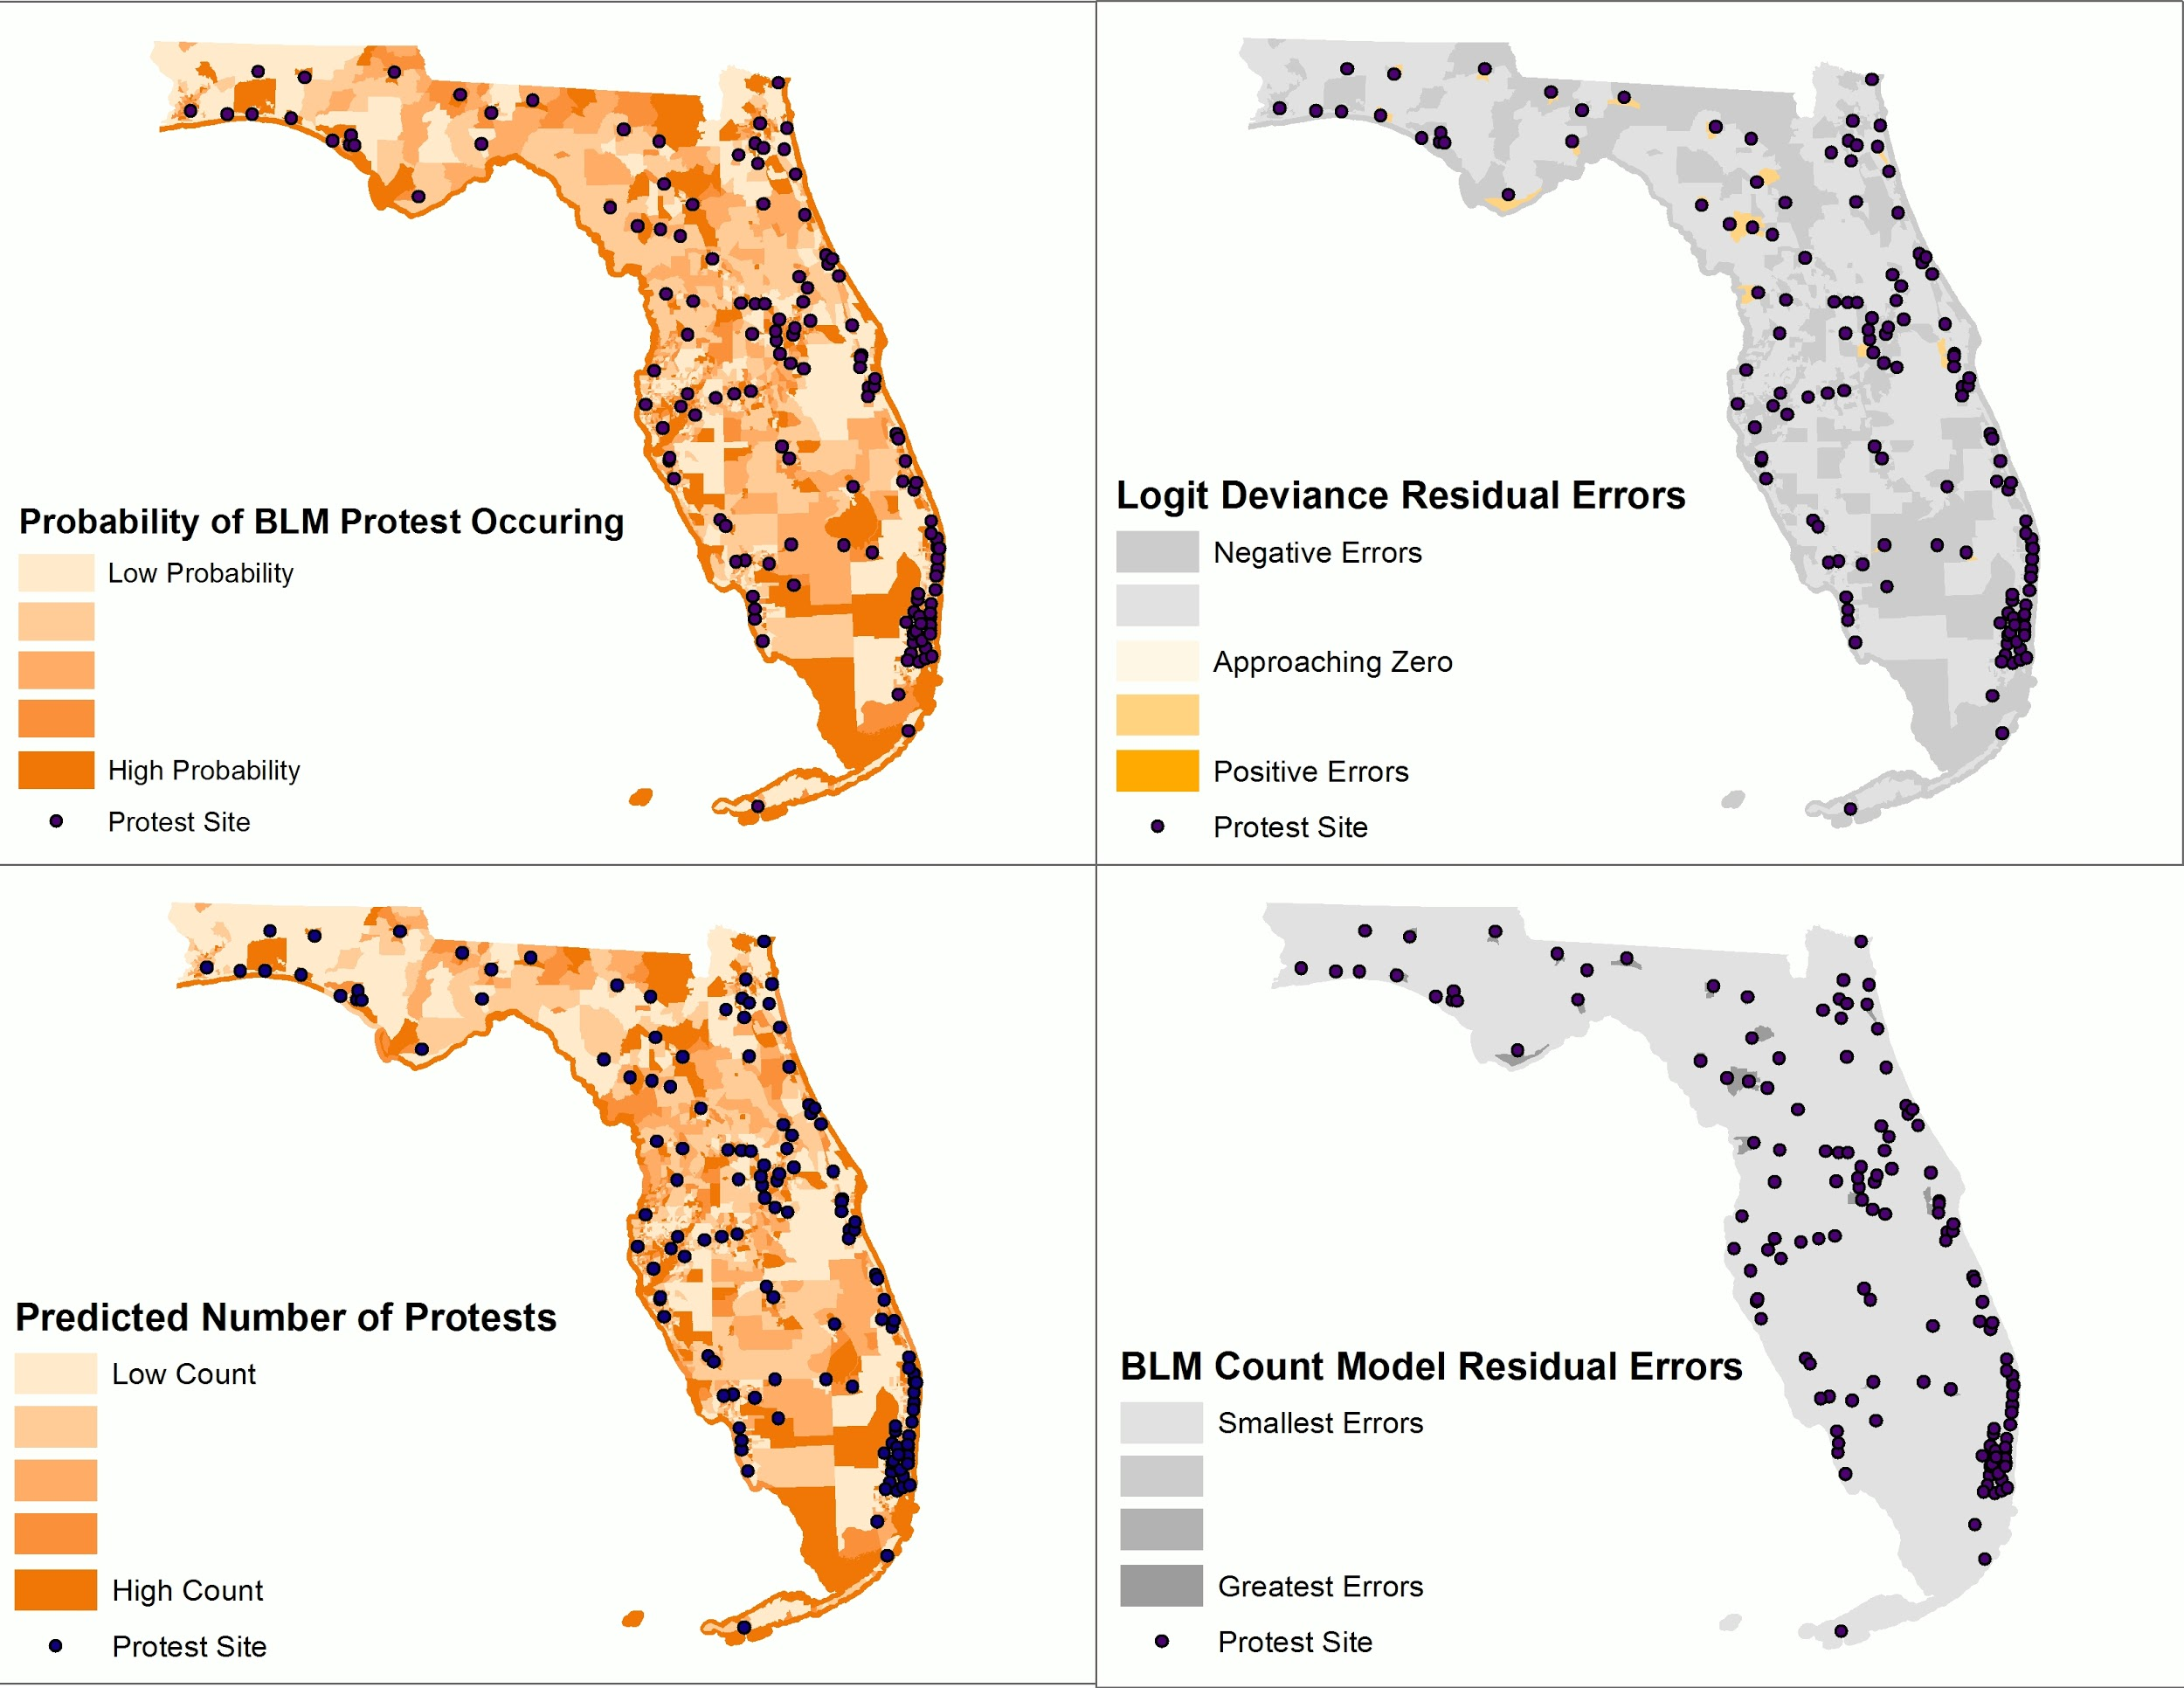 Probability of BLM Protest Occuring
Low Probability
High Probability
Protest Site
Logit Deviance Residual Errors
Negative Errors
Approaching Zero
Positive Errors
Protest Site
Predicted Number of Protests
Low Count
High Count
Protest Site
BLM Count Model Residual Errors
Smallest Errors
Greatest Errors
Protest Site